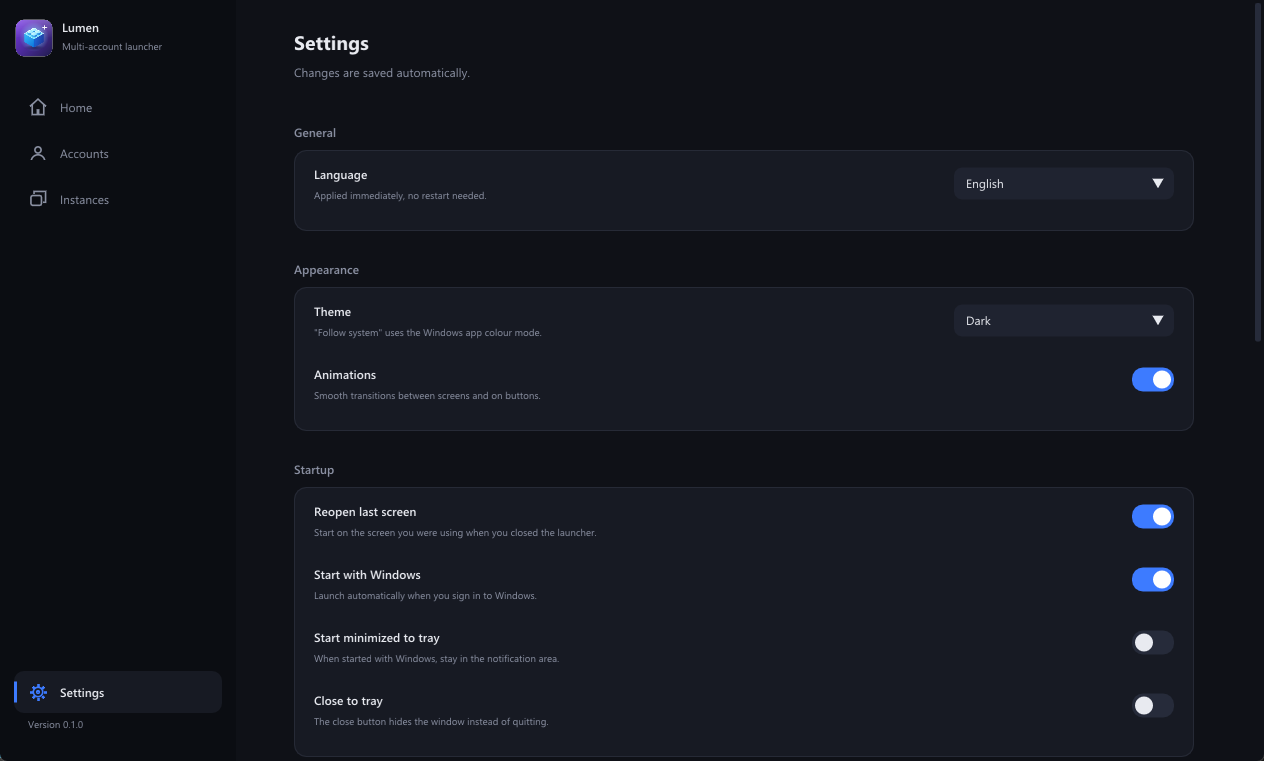 Lumen
Multi-account launcher
Home
Accounts
Instances
Settings
Version 0.1.0
Settings
Changes are saved automatically.
General
Language
Applied immediately, no restart needed.
English
Appearance
Theme
"Follow system" uses the Windows app colour mode.
Dark
Animations
Smooth transitions between screens and on buttons.
Startup
Reopen last screen
Start on the screen you were using when you closed the launcher.
Start with Windows
Launch automatically when you sign in to Windows.
Start minimized to tray
When started with Windows, stay in the notification area.
Close to tray
The close button hides the window instead of quitting.